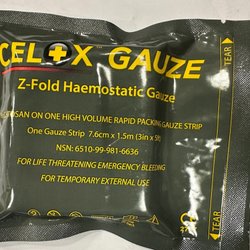 CELOX GAUZE
Z-Fold Haemostatic Gauze
TOSAN ON ONE HIGH VOLUME RAPID PACKING GAUZE STRIP
One Gauze Strip 7.6cm x 1.5m (3in x 5ft)
NSN: 6510-99-981-6636
FOR LIFE THREATENING EMERGENCY BLEEDING
FOR TEMPORARY EXTERNAL USE
TEAR
TEAR